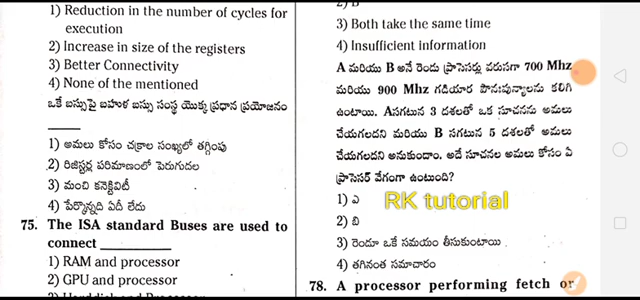 1) Reduction in the number of cycles for
execution
2) Increase in size of the registers
3) Better Connectivity
4) None of the mentioned
ఒకే బస్సుపై బహుళ బస్సు సంస్థ యొక్క ప్రధాన ప్రయోజనం
1) అమలు కోసం చక్రాల సంఖ్యలో తగ్గింపు
2) రిజిస్టర్ల పరిమాణంలో పెరుగుదల
3) మంచి కనెక్టివిటీ
4) పేర్కొన్నది ఏదీ లేదు
75. The ISA standard Buses are used to
connect
1) RAM and processor
2) GPU and processor
3) Harddisk and Processor
2) B
3) Both take the same time
4) Insufficient information
A మరియు B అనే రెండు ప్రాసెసర్లు వరుసగా 700 Mhz
మరియు 900 Mhz గడియార పౌనఃపున్యాలను కలిగి
ఉంటాయి. A సగటున 3 దశలతో ఒక సూచనను అమలు
చేయగలదని మరియు B సగటున 5 దశలతో అమలు
చేయగలదని అనుకుందాం. అదే సూచనల అమలు కోసం ఏ
ప్రాసెసర్ వేగంగా ఉంటుంది?
1) ఎ
RK tutorial
2) బి
3) రెండూ ఒకే సమయం తీసుకుంటాయి.
4) తగినంత సమాచారం
78. A processor performing fetch or